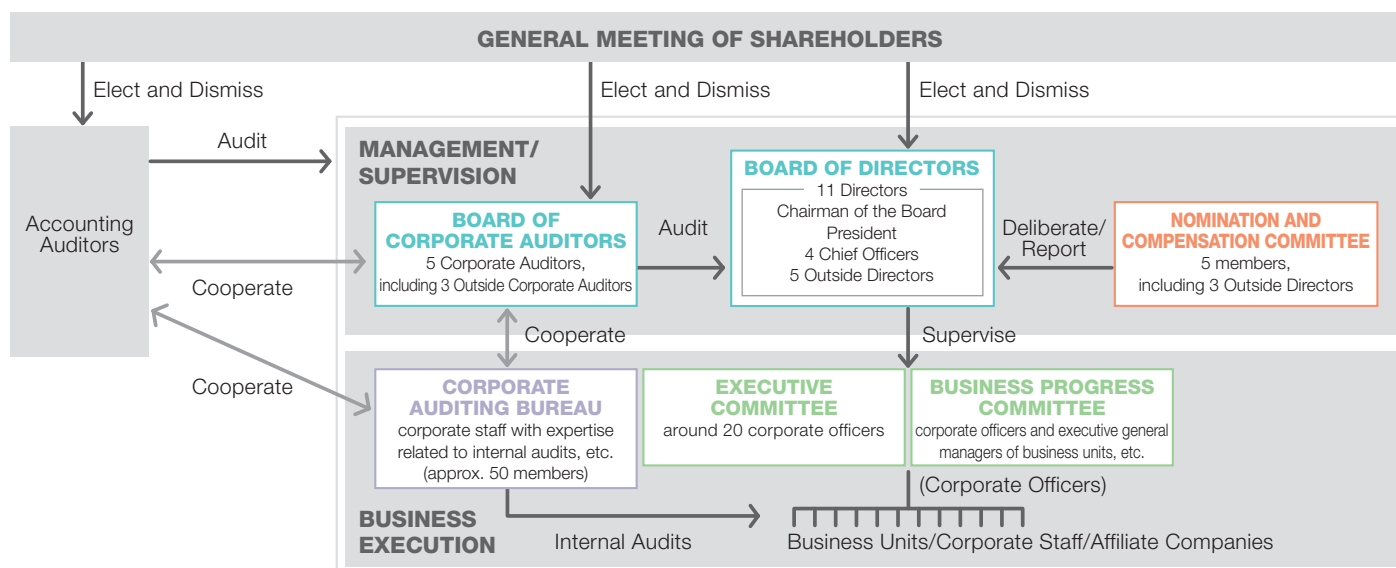 GENERAL MEETING OF SHAREHOLDERS
Elect and Dismiss
Elect and Dismiss
Elect and Dismiss
Accounting
Auditors
Audit
MANAGEMENT/
SUPERVISION
BOARD OF
CORPORATE AUDITORS
5 Corporate Auditors,
including 3 Outside Corporate Auditors
Audit
BOARD OF DIRECTORS
11 Directors
Chairman of the Board
President
4 Chief Officers
5 Outside Directors
Deliberate/
Report
NOMINATION AND
COMPENSATION COMMITTEE
5 members,
including 3 Outside Directors
Cooperate
Cooperate
Supervise
Cooperate
CORPORATE
AUDITING BUREAU
corporate staff with expertise
related to internal audits, etc.
(approx. 50 members)
EXECUTIVE
COMMITTEE
around 20 corporate officers
BUSINESS PROGRESS
COMMITTEE
corporate officers and executive general
managers of business units, etc.
(Corporate Officers)
BUSINESS
EXECUTION
Internal Audits
Business Units/Corporate Staff/Affiliate Companies